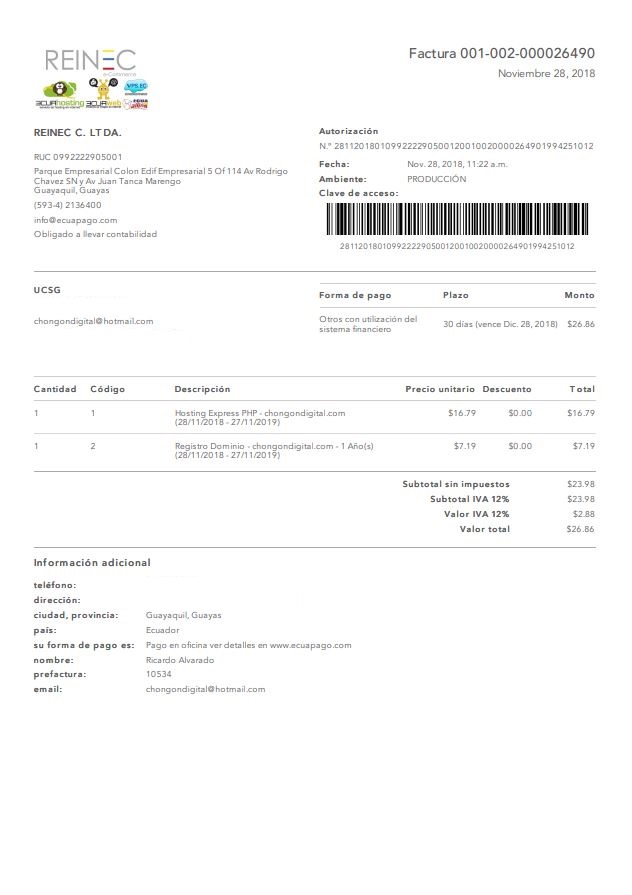 REINEC
e-Commerce
ecuahosting ecuaweb VPS.EC
Factura 001-002-000026490
Noviembre 28, 2018
REINEC C. LTDA.
RUC 0992222905001
Parque Empresarial Colon Edif Empresarial 5 Of 114 Av Rodrigo
Chavez SN y Av Juan Tanca Marengo
Guayaquil, Guayas
(593-4) 2136400
info@ecuapago.com
Obligado a llevar contabilidad
Autorización
N.º 2811201801099222290500120010020000264901994251012
Fecha: Nov. 28, 2018, 11:22 a.m.
Ambiente: PRODUCCIÓN
Clave de acceso:
2811201801099222290500120010020000264901994251012
UCSG
chongondigital@hotmail.com
Forma de pago Plazo Monto
Otros con utilización del
sistema financiero 30 días (vence Dic. 28, 2018) $26.86
Cantidad Código Descripción Precio unitario Descuento Total
1 1 Hosting Express PHP - chongondigital.com $16.79 $0.00 $16.79
(28/11/2018 - 27/11/2019)
1 2 Registro Dominio - chongondigital.com - 1 Año(s) $7.19 $0.00 $7.19
(28/11/2018 - 27/11/2019)
Subtotal sin impuestos $23.98
Subtotal IVA 12% $23.98
Valor IVA 12% $2.88
Valor total $26.86
Información adicional
teléfono:
dirección:
ciudad, provincia: Guayaquil, Guayas
país: Ecuador
su forma de pago es: Pago en oficina ver detalles en www.ecuapago.com
nombre: Ricardo Alvarado
prefactura: 10534
email: chongondigital@hotmail.com